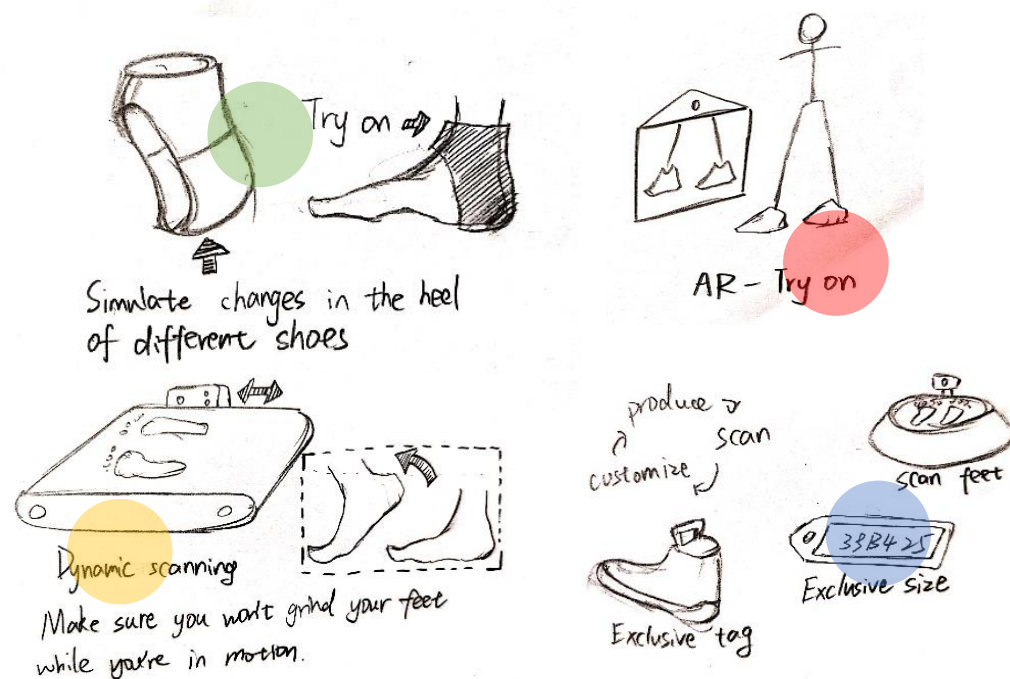 Try on
Simulate changes in the heel
of different shoes
AR - Try on
Dynamic scanning
Make sure you won't grind your feet
while you're in motion.
produce
scan
customize
scan feet
39B425
Exclusive size
Exclusive tag